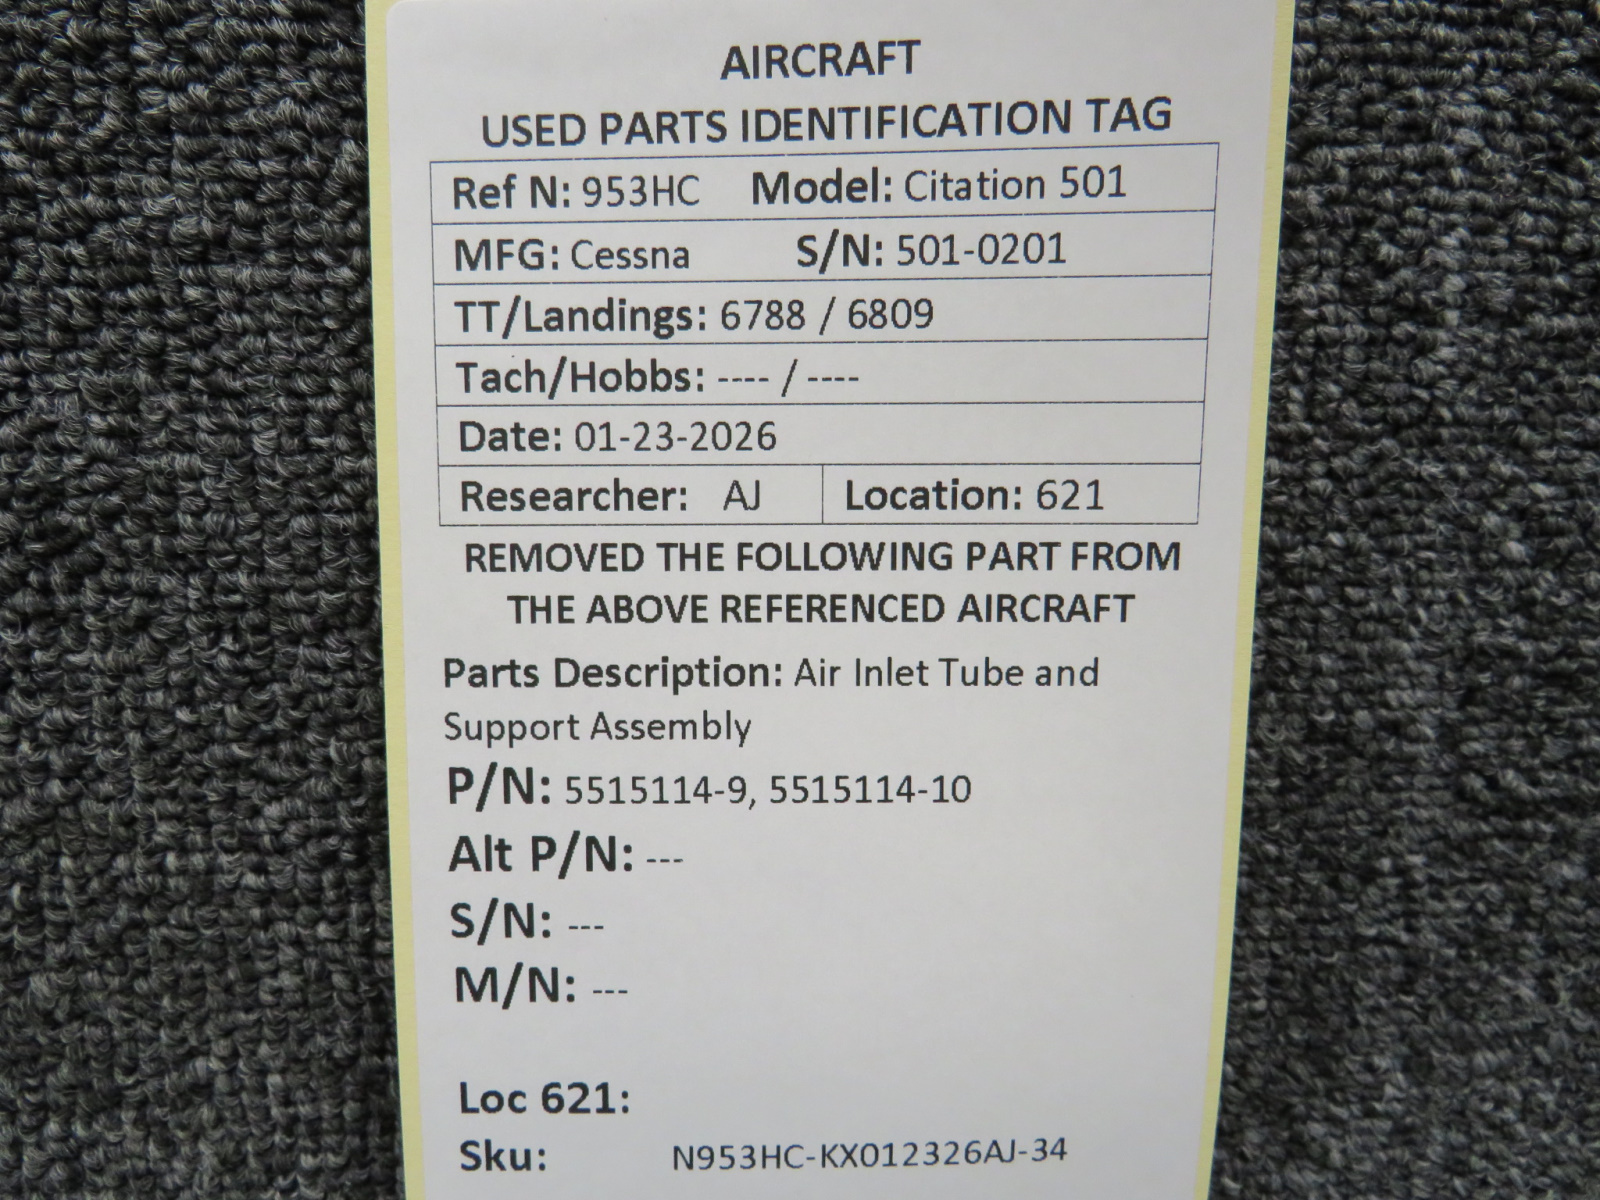 AIRCRAFT
USED PARTS IDENTIFICATION TAG
Ref N: 953HC Model: Citation 501
MFG: Cessna S/N: 501-0201
TT/Landings: 6788 / 6809
Tach/Hobbs: ---- / ----
Date: 01-23-2026
Researcher: AJ Location: 621
REMOVED THE FOLLOWING PART FROM
THE ABOVE REFERENCED AIRCRAFT
Parts Description: Air Inlet Tube and
Support Assembly
P/N: 5515114-9, 5515114-10
Alt P/N: ---
S/N: ---
M/N: ---
Loc 621:
Sku: N953HC-KX012326AJ-34